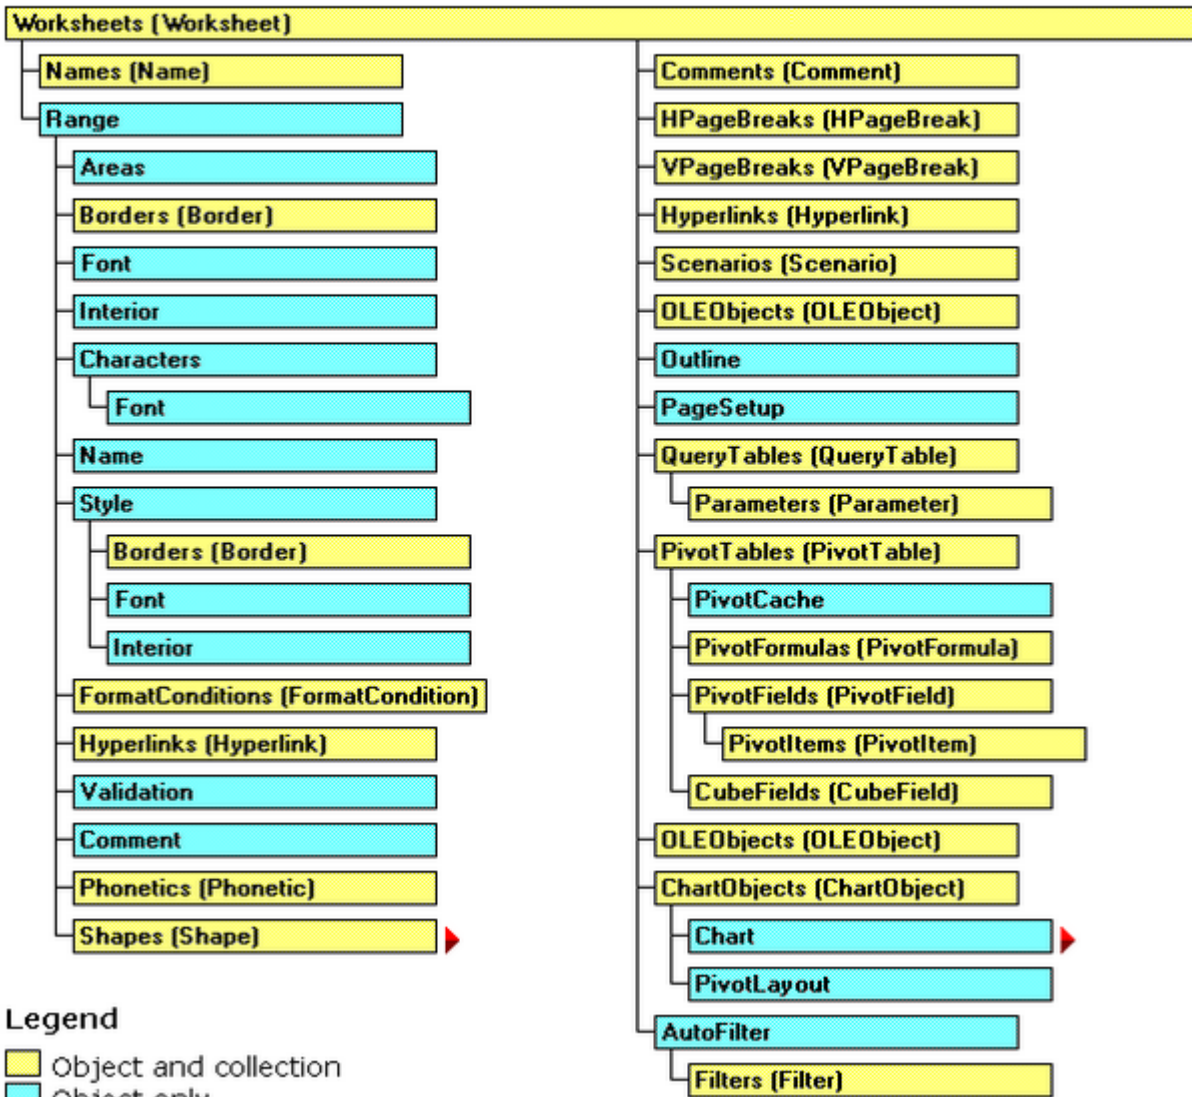 Worksheets (Worksheet)
Names (Name)
Range
Areas
Borders (Border)
Font
Interior
Characters
Font
Name
Style
Borders (Border)
Font
Interior
FormatConditions (FormatCondition)
Hyperlinks (Hyperlink)
Validation
Comment
Phonetics (Phonetic)
Shapes (Shape)
Comments (Comment)
HPageBreaks (HPageBreak)
VPageBreaks (VPageBreak)
Hyperlinks (Hyperlink)
Scenarios (Scenario)
OLEObjects (OLEObject)
Outline
PageSetup
QueryTables (QueryTable)
Parameters (Parameter)
PivotTables (PivotTable)
PivotCache
PivotFormulas (PivotFormula)
PivotFields (PivotField)
PivotItems (PivotItem)
CubeFields (CubeField)
OLEObjects (OLEObject)
ChartObjects (ChartObject)
Chart
PivotLayout
AutoFilter
Filters (Filter)
Legend
Object and collection
Object only